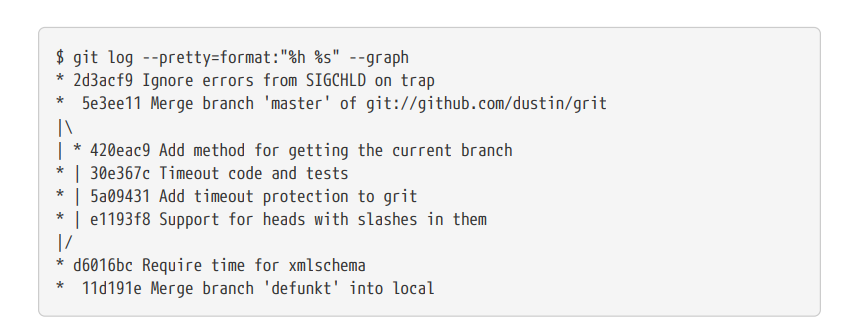 $ git log --pretty=format:"%h %s" --graph
* 2d3acf9 Ignore errors from SIGCHLD on trap
*  5e3ee11 Merge branch 'master' of git://github.com/dustin/grit
|\
| * 420eac9 Add method for getting the current branch
* | 30e367c Timeout code and tests
* | 5a09431 Add timeout protection to grit
* | e1193f8 Support for heads with slashes in them
|/
* d6016bc Require time for xmlschema
*  11d191e Merge branch 'defunkt' into local